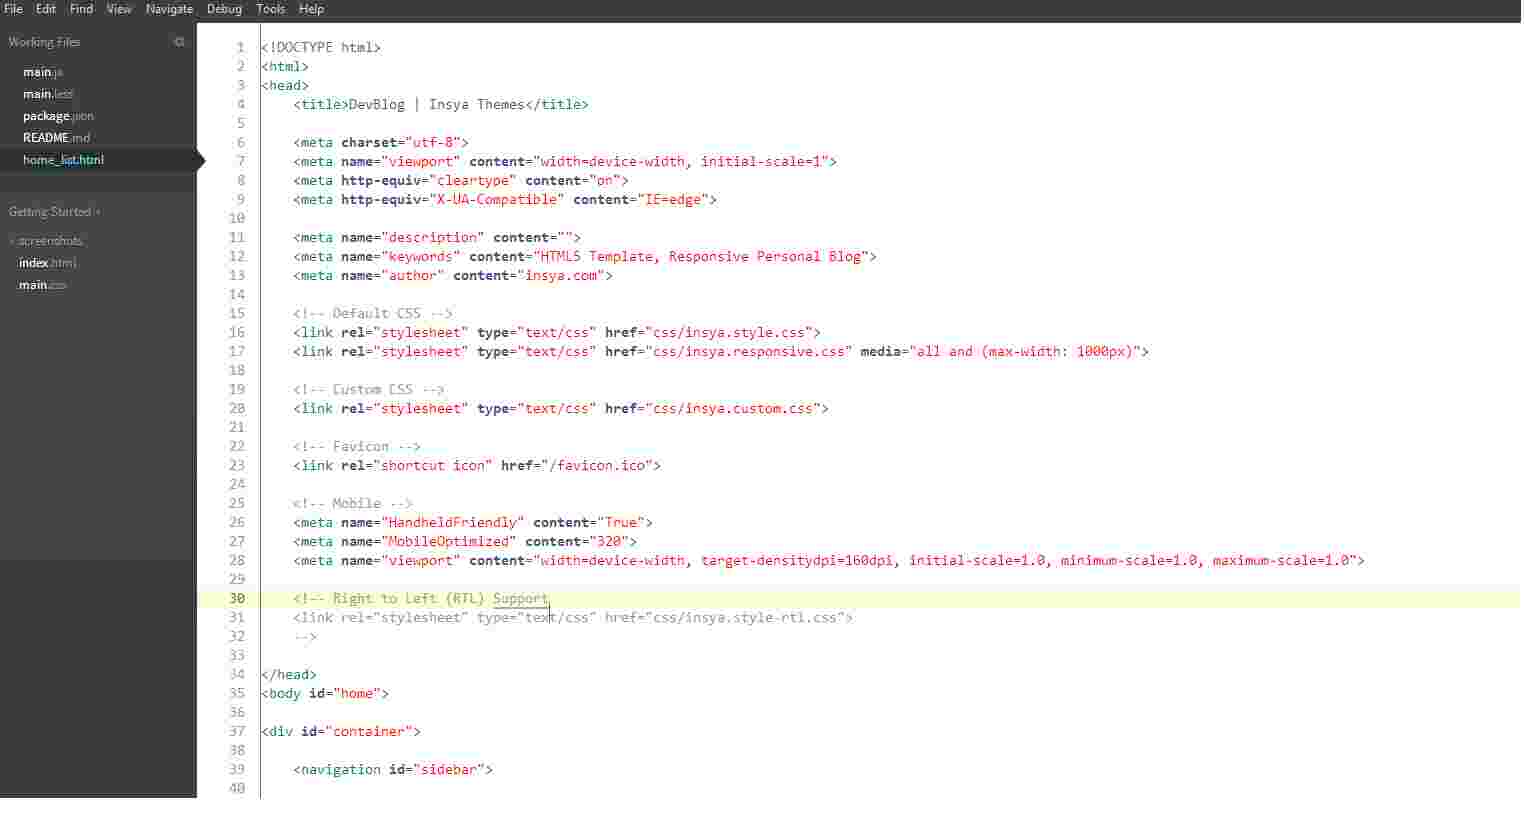 File Edit Find View Navigate Debug Tools Help
Working Files
main.js
main.less
package.json
README.md
home_list.html
Getting Started
screenshots
index.html
main.css
1 <!DOCTYPE html>
2 <html>
3 <head>
4 <title>DevBlog | Insya Themes</title>
5
6 <meta charset="utf-8">
7 <meta name="viewport" content="width=device-width, initial-scale=1">
8 <meta http-equiv="cleartype" content="on">
9 <meta http-equiv="X-UA-Compatible" content="IE=edge">
10
11 <meta name="description" content="">
12 <meta name="keywords" content="HTML5 Template, Responsive Personal Blog">
13 <meta name="author" content="insya.com">
14
15 <!-- Default CSS -->
16 <link rel="stylesheet" type="text/css" href="css/insya.style.css">
17 <link rel="stylesheet" type="text/css" href="css/insya.responsive.css" media="all and (max-width: 1000px)">
18
19 <!-- Custom CSS -->
20 <link rel="stylesheet" type="text/css" href="css/insya.custom.css">
21
22 <!-- Favicon -->
23 <link rel="shortcut icon" href="/favicon.ico">
24
25 <!-- Mobile -->
26 <meta name="HandheldFriendly" content="True">
27 <meta name="MobileOptimized" content="320">
28 <meta name="viewport" content="width=device-width, target-densitydpi=160dpi, initial-scale=1.0, minimum-scale=1.0, maximum-scale=1.0">
29
30 <!-- Right to Left (RTL) Support
31 <link rel="stylesheet" type="text/css" href="css/insya.style-rtl.css">
32 -->
33
34 </head>
35 <body id="home">
36
37 <div id="container">
38
39 <navigation id="sidebar">
40